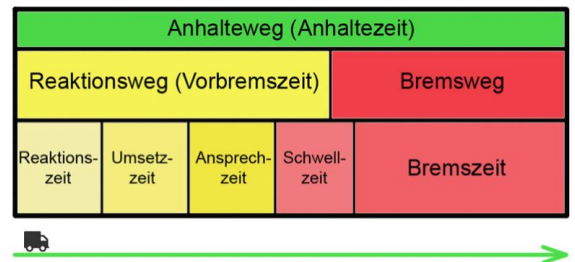 Anhalteweg (Anhaltezeit)
Reaktionsweg (Vorbremszeit)
Bremsweg
Reaktions-
zeit
Umsetz-
zeit
Ansprech-
zeit
Schwell-
zeit
Bremszeit